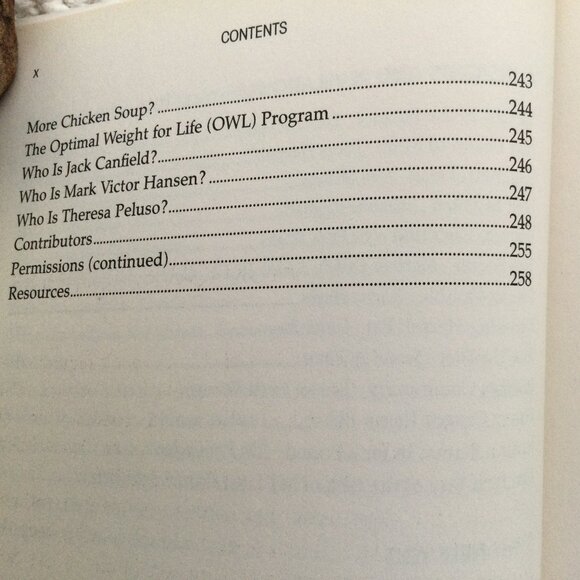 CONTENTS
x
More Chicken Soup? ........ 243
The Optimal Weight for Life (OWL) Program ........ 244
Who Is Jack Canfield? ........ 245
Who Is Mark Victor Hansen? ........ 246
Who Is Theresa Peluso? ........ 247
Contributors ........ 248
Permissions (continued) ........ 255
Resources ........ 258